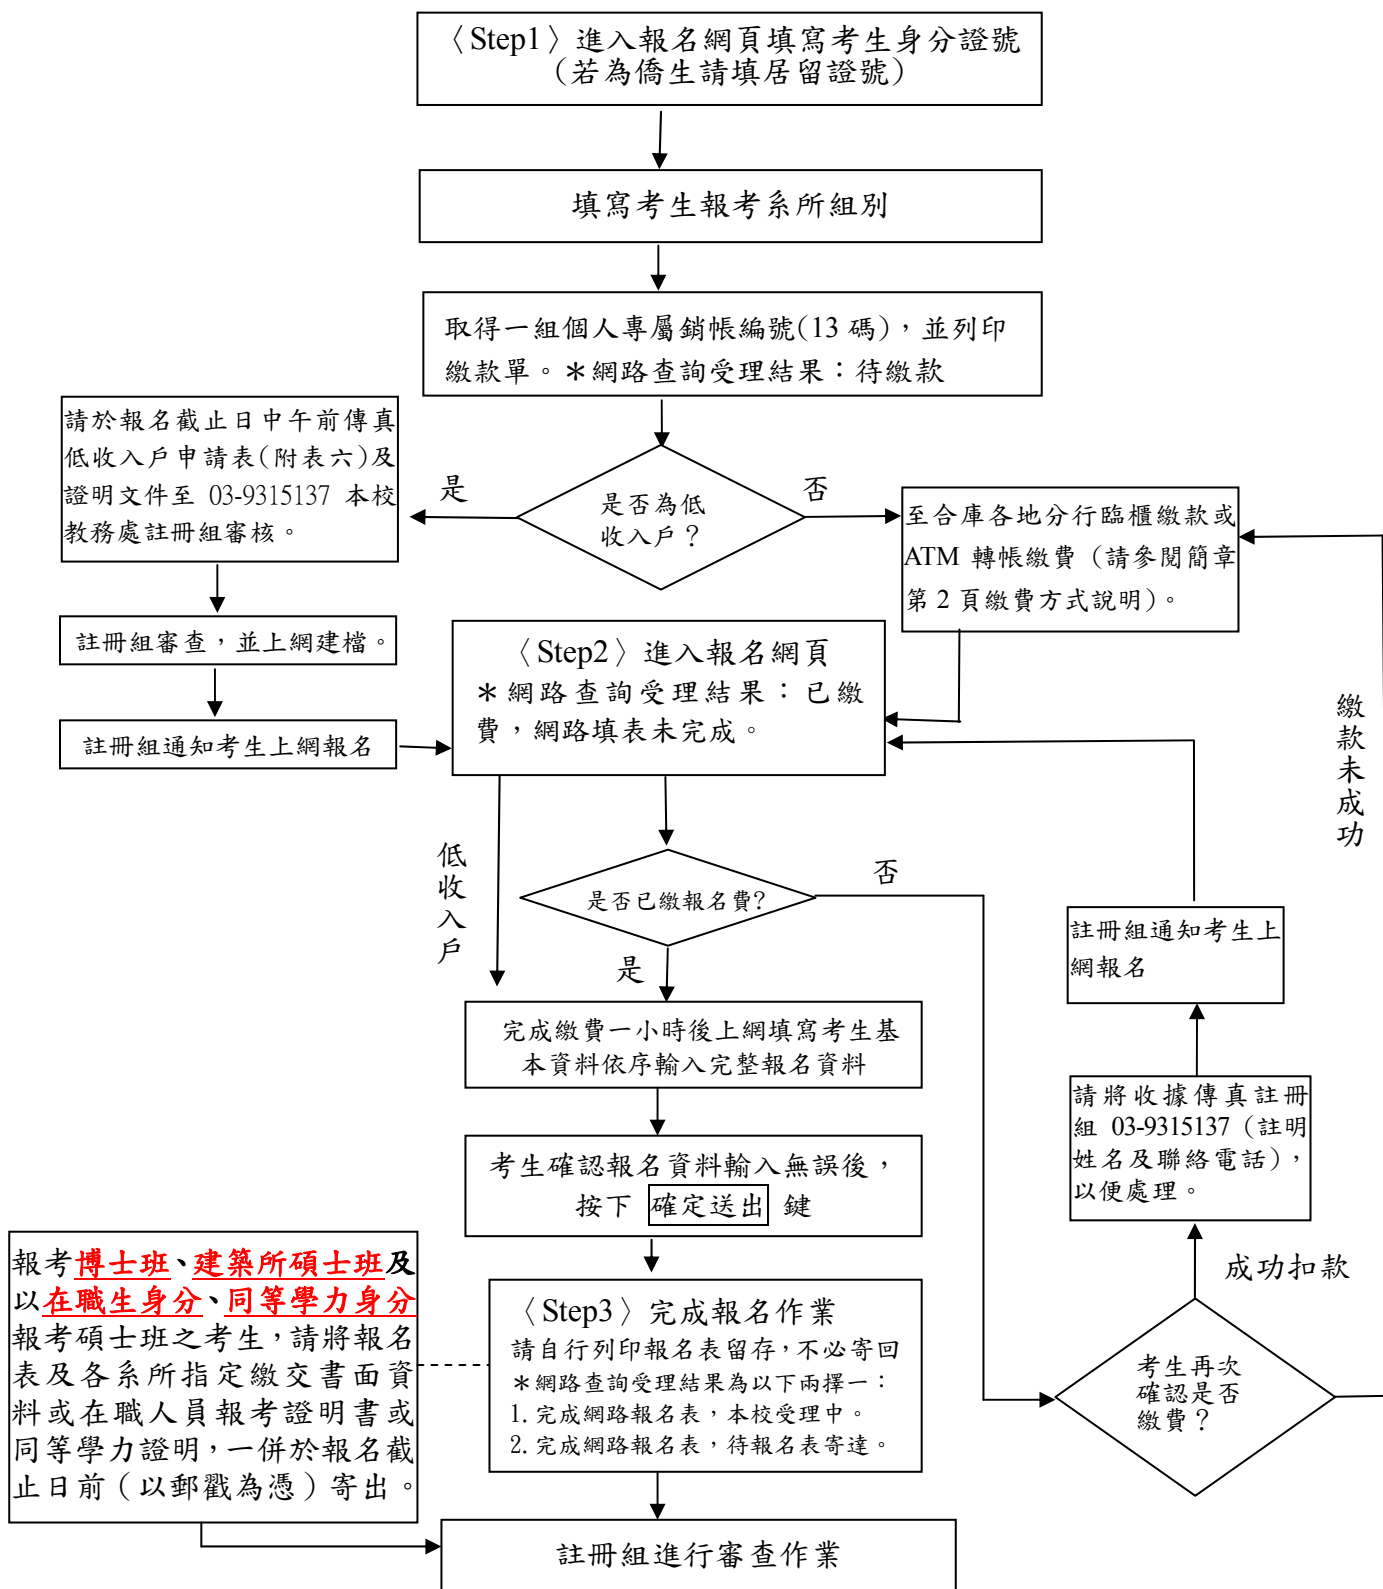 〈Step1〉進入報名網頁填寫考生身分證號
(若為僑生請填居留證號)
填寫考生報考系所組別
取得一組個人專屬銷帳編號(13 碼)，並列印
繳款單。＊網路查詢受理結果：待繳款
請於報名截止日中午前傳真
低收入戶申請表(附表六)及
證明文件至 03-9315137 本校
教務處註冊組審核。
是
是否為低
收入戶？
否
至合庫各地分行臨櫃繳款或
ATM 轉帳繳費（請參閱簡章
第 2 頁繳費方式說明）。
註冊組審查，並上網建檔。
註冊組通知考生上網報名
〈Step2〉進入報名網頁
＊網路查詢受理結果：已繳
費，網路填表未完成。
繳款未成功
低收入戶
是否已繳報名費?
否
是
註冊組通知考生上
網報名
完成繳費一小時後上網填寫考生基
本資料依序輸入完整報名資料
請將收據傳真註冊
組 03-9315137（註明
姓名及聯絡電話），
以便處理。
考生確認報名資料輸入無誤後，
按下 確定送出 鍵
成功扣款
考生再次
確認是否
繳費？
報考博士班、建築所碩士班及
以在職生身分、同等學力身分
報考碩士班之考生，請將報名
表及各系所指定繳交書面資
料或在職人員報考證明書或
同等學力證明，一併於報名截
止日前（以郵戳為憑）寄出。
〈Step3〉完成報名作業
請自行列印報名表留存，不必寄回
＊網路查詢受理結果為以下兩擇一：
1. 完成網路報名表，本校受理中。
2. 完成網路報名表，待報名表寄達。
註冊組進行審查作業